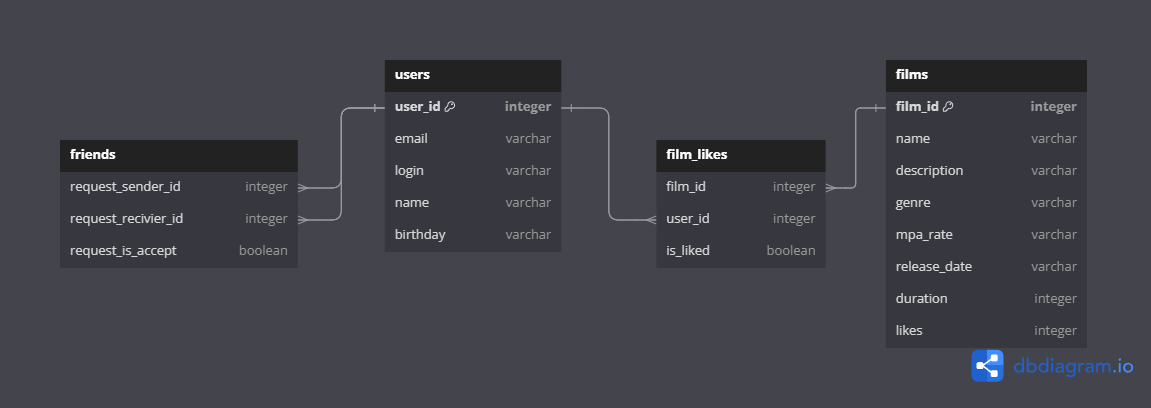 friends
request_sender_id integer
request_recivier_id integer
request_is_accept boolean
users
user_id integer
email varchar
login varchar
name varchar
birthday varchar
film_likes
film_id integer
user_id integer
is_liked boolean
films
film_id integer
name varchar
description varchar
genre varchar
mpa_rate varchar
release_date varchar
duration integer
likes integer
dbdiagram.io